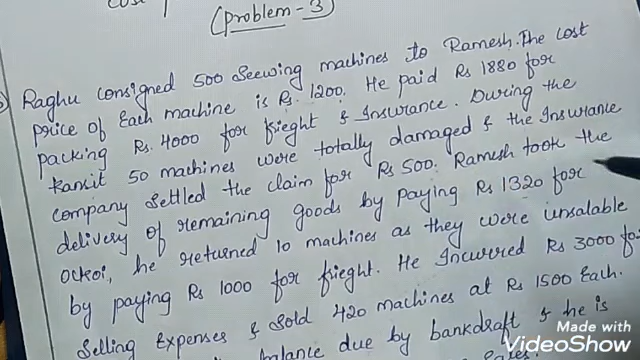 (Problem - 3)
Raghu consigned 500 Seewing machines to Ramesh. The cost
price of Each machine is Rs. 1200. He paid Rs 1880 for
packing Rs. 4000 for frieght & Insurance. During the
transit 50 machines were totally damaged & the Insurance
company settled the claim for Rs 500. Ramesh took the
delivery of remaining goods by paying Rs 1320 for
Ockoi, he returned 10 machines as they were unsalable
by paying Rs 1000 for frieght. He Incurred Rs 3000 for
Selling Expenses & Sold 420 machines at Rs 1500 Each.
balance due by bankdraft & he is
Sales.
Made with
VideoShow